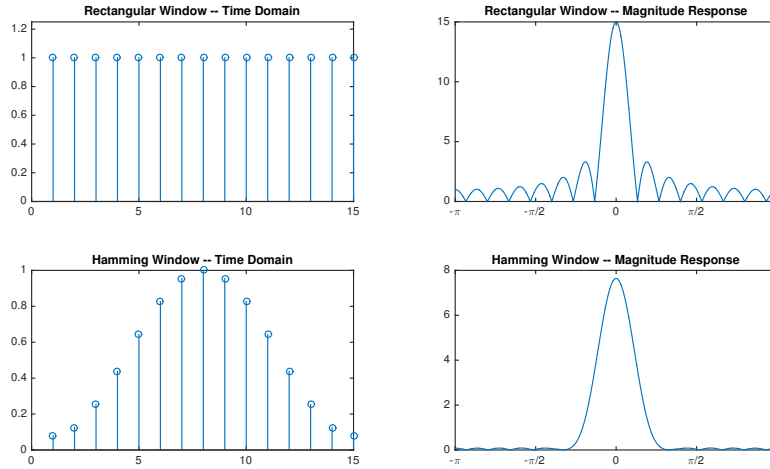 Rectangular Window -- Time Domain
1.2
1
0.8
0.6
0.4
0.2
0
0 5 10 15
Rectangular Window -- Magnitude Response
15
10
5
0
-π -π/2 0 π/2
Hamming Window -- Time Domain
1
0.8
0.6
0.4
0.2
0
0 5 10 15
Hamming Window -- Magnitude Response
8
6
4
2
0
-π -π/2 0 π/2